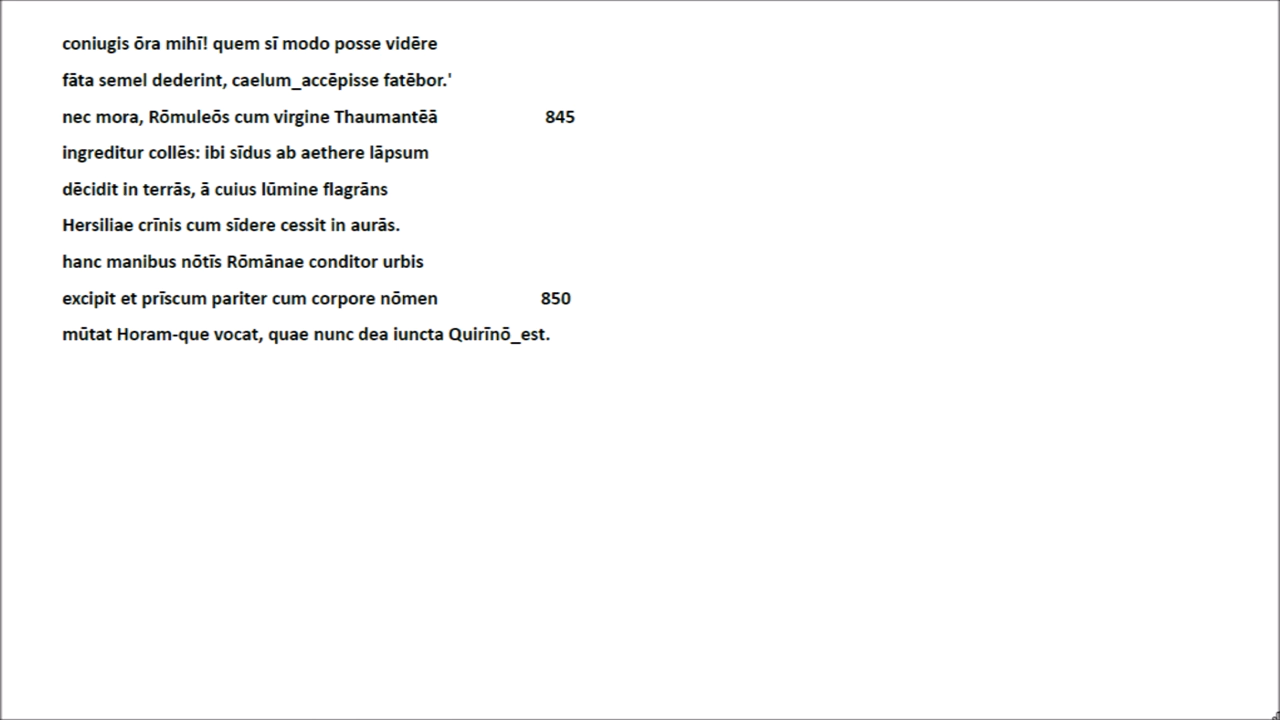 coniugis ōra mihī! quem sī modo posse vidēre
fāta semel dederint, caelum_accēpisse fatēbor.'
nec mora, Rōmuleōs cum virgine Thaumantēā 845
ingreditur collēs: ibi sīdus ab aethere lāpsum
dēcidit in terrās, ā cuius lūmine flagrāns
Hersiliae crīnis cum sīdere cessit in aurās.
hanc manibus nōtīs Rōmānae conditor urbis
excipit et prīscum pariter cum corpore nōmen 850
mūtat Horam-que vocat, quae nunc dea iuncta Quirīnō_est.